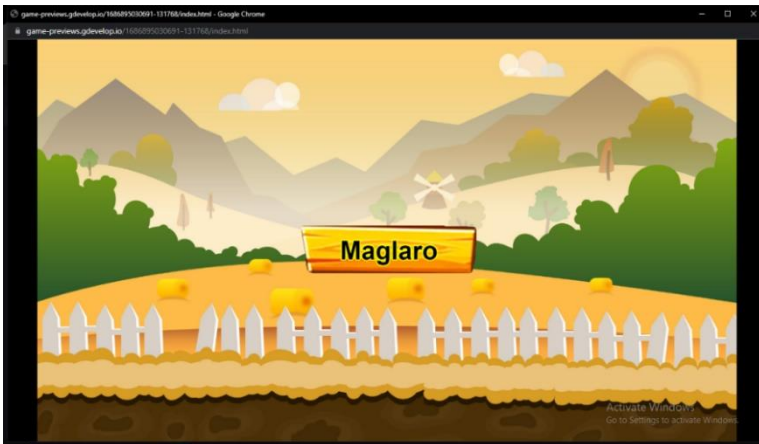 game-previews.gdevelop.io/1686895030691-131768/index.html - Google Chrome
game-previews.gdevelop.io/1686895030691-131768/index.html
Maglaro
Activate Windows
Go to Settings to activate Windows.